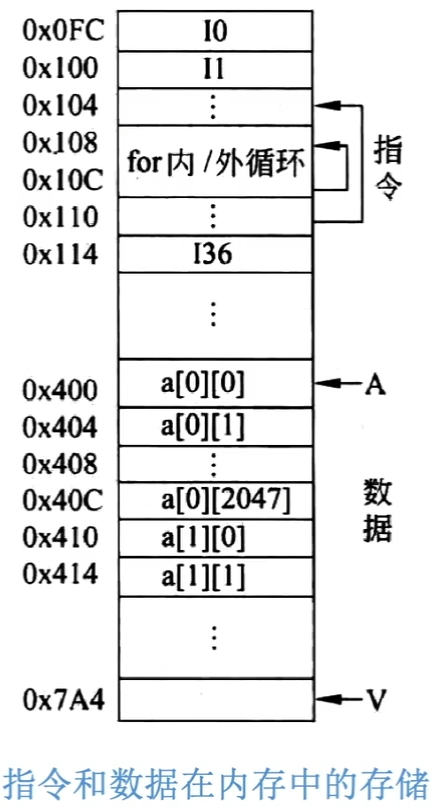 0x0FC I0
0x100 I1
0x104 ⋮
0x108 for内/外循环
0x10C
0x110 ⋮
0x114 I36
⋮
指令
0x400 a[0][0] A
0x404 a[0][1]
0x408 ⋮
0x40C a[0][2047]
0x410 a[1][0]
0x414 a[1][1]
数据
⋮
0x7A4 V
指令和数据在内存中的存储